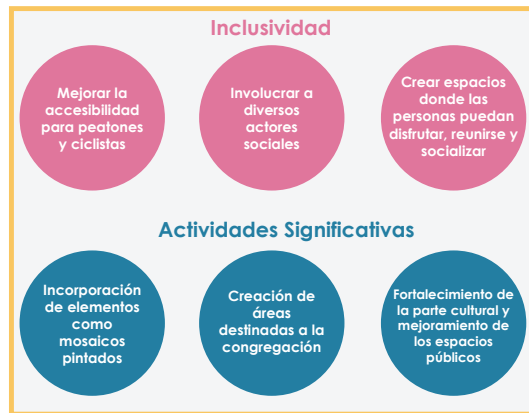 Inclusividad
Mejorar la
accesibilidad
para peatones
y ciclistas
Involucrar a
diversos
actores
sociales
Crear espacios
donde las
personas puedan
disfrutar, reunirse y
socializar
Actividades Significativas
Incorporación
de elementos
como
mosaicos
pintados
Creación de
áreas
destinadas a la
congregación
Fortalecimiento de
la parte cultural y
mejoramiento de
los espacios
públicos